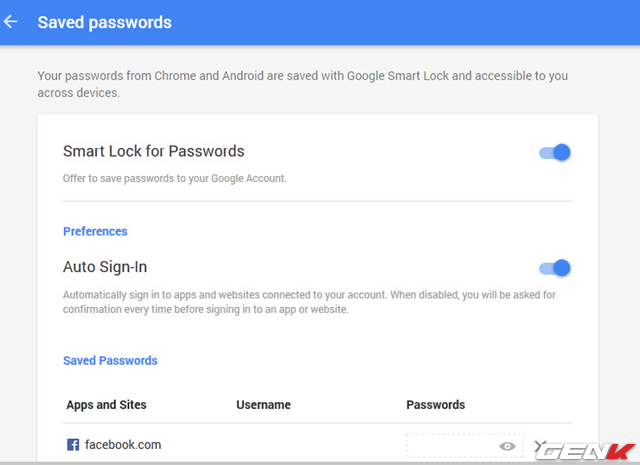 Saved passwords
Your passwords from Chrome and Android are saved with Google Smart Lock and accessible to you
across devices.
Smart Lock for Passwords
Offer to save passwords to your Google Account.
Preferences
Auto Sign-In
Automatically sign in to apps and websites connected to your account. When disabled, you will be asked for
confirmation every time before signing in to an app or website.
Saved Passwords
Apps and Sites Username Passwords
facebook.com
GENK